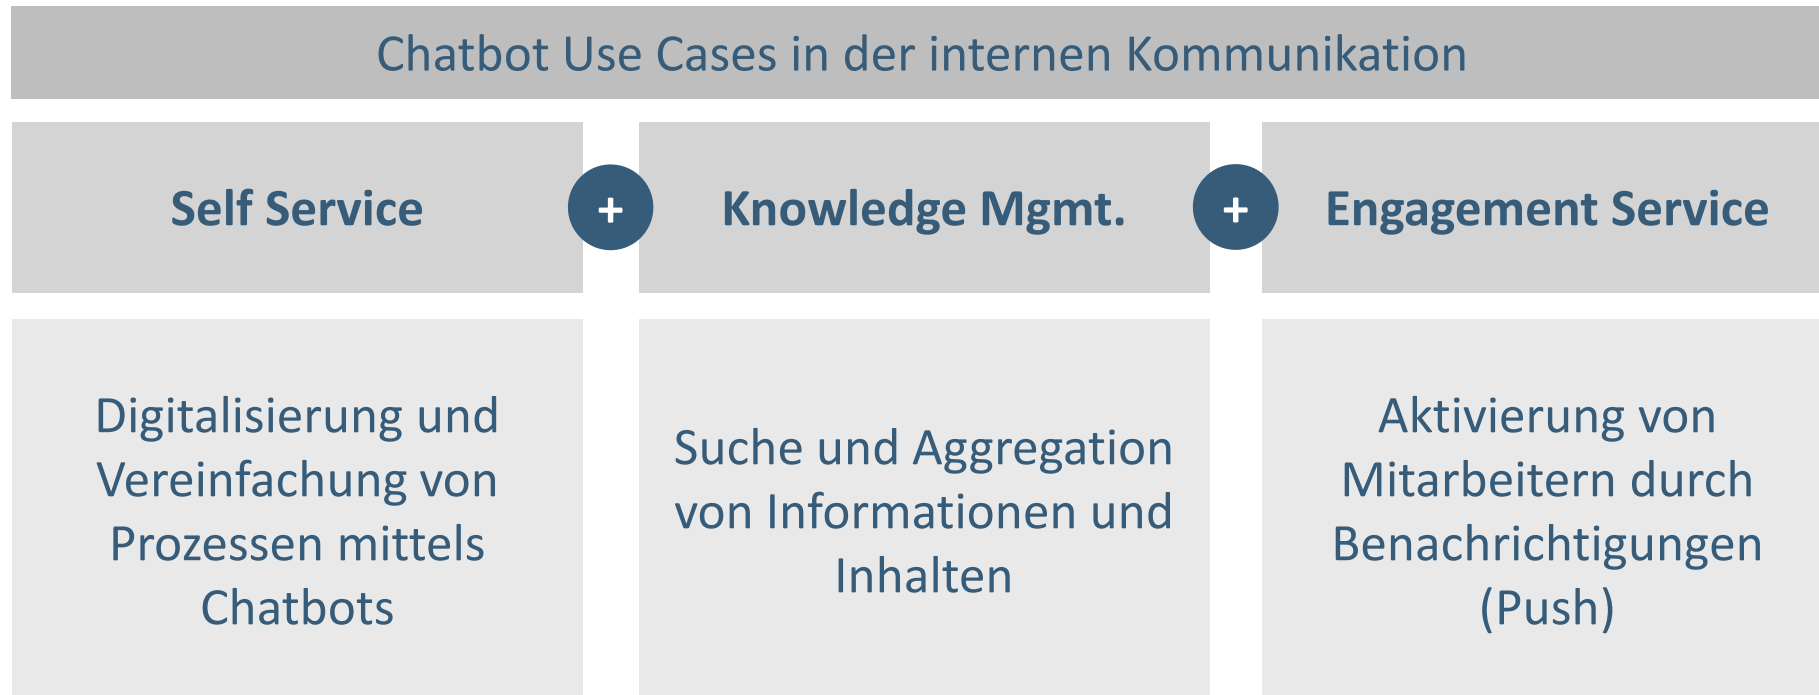 Chatbot Use Cases in der internen Kommunikation
Self Service
+
Knowledge Mgmt.
+
Engagement Service
Digitalisierung und
Vereinfachung von
Prozessen mittels
Chatbots
Suche und Aggregation
von Informationen und
Inhalten
Aktivierung von
Mitarbeitern durch
Benachrichtigungen
(Push)